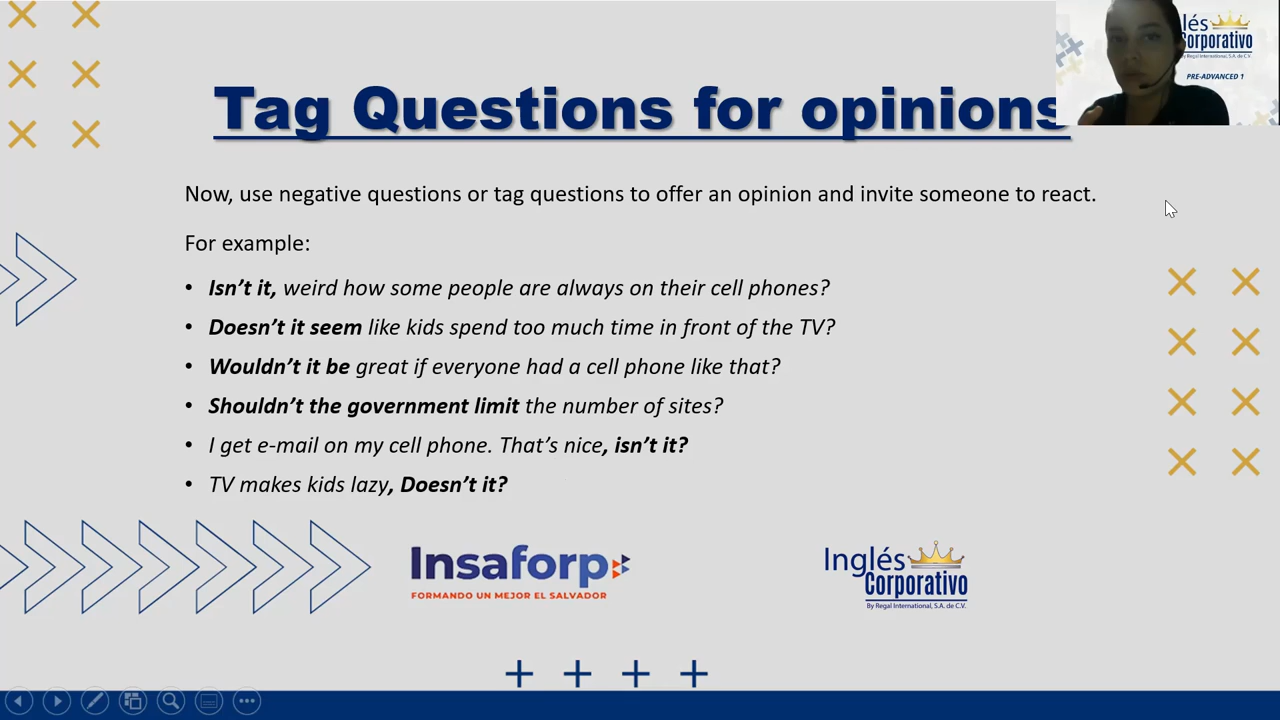 Tag Questions for opinions
lés
Corporativo
By Regal International, S.A. de C.V.
PRE-ADVANCED 1
Now, use negative questions or tag questions to offer an opinion and invite someone to react.
For example:
• Isn't it, weird how some people are always on their cell phones?
• Doesn't it seem like kids spend too much time in front of the TV?
• Wouldn't it be great if everyone had a cell phone like that?
• Shouldn't the government limit the number of sites?
• I get e-mail on my cell phone. That's nice, isn't it?
• TV makes kids lazy, Doesn't it?
Insaforp
FORMANDO UN MEJOR EL SALVADOR
Inglés
Corporativo
By Regal International, S.A. de C.V.